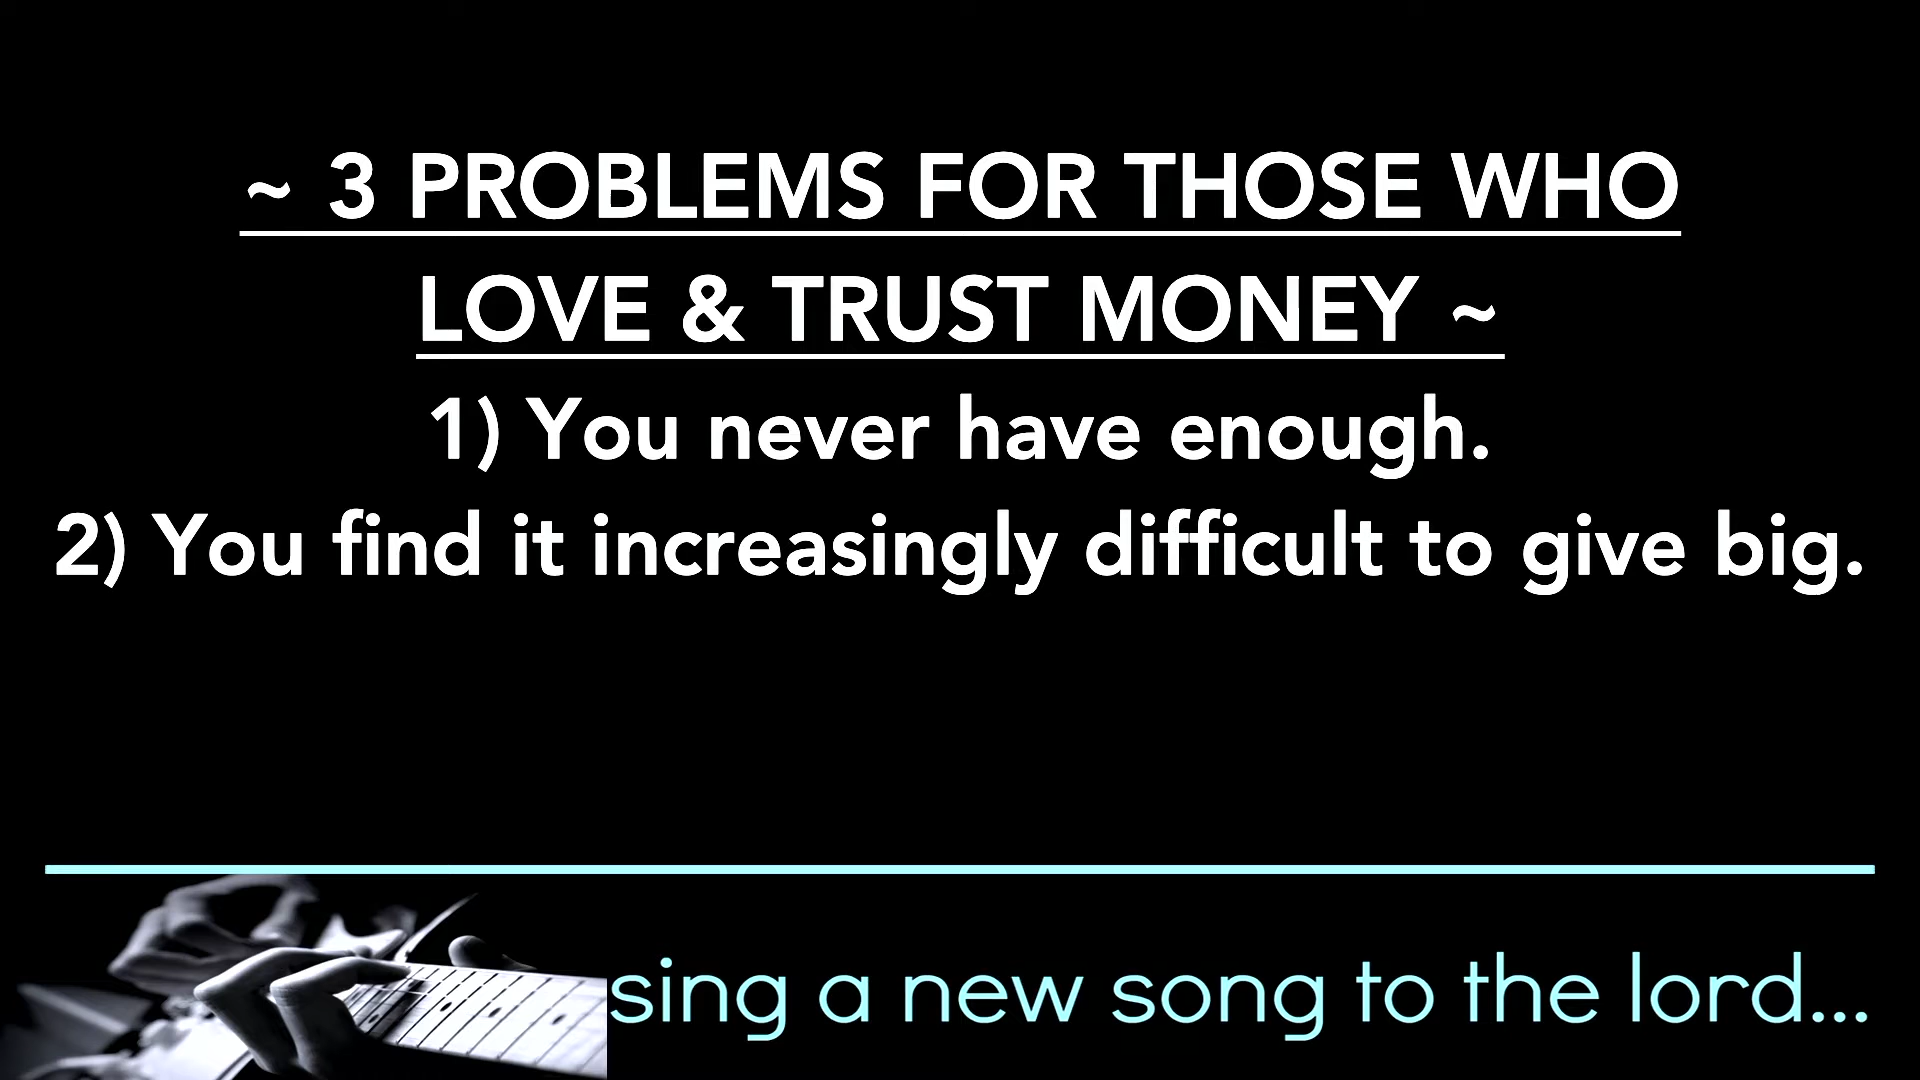 ~ 3 PROBLEMS FOR THOSE WHO
LOVE & TRUST MONEY ~
1) You never have enough.
2) You find it increasingly difficult to give big.
sing a new song to the lord...